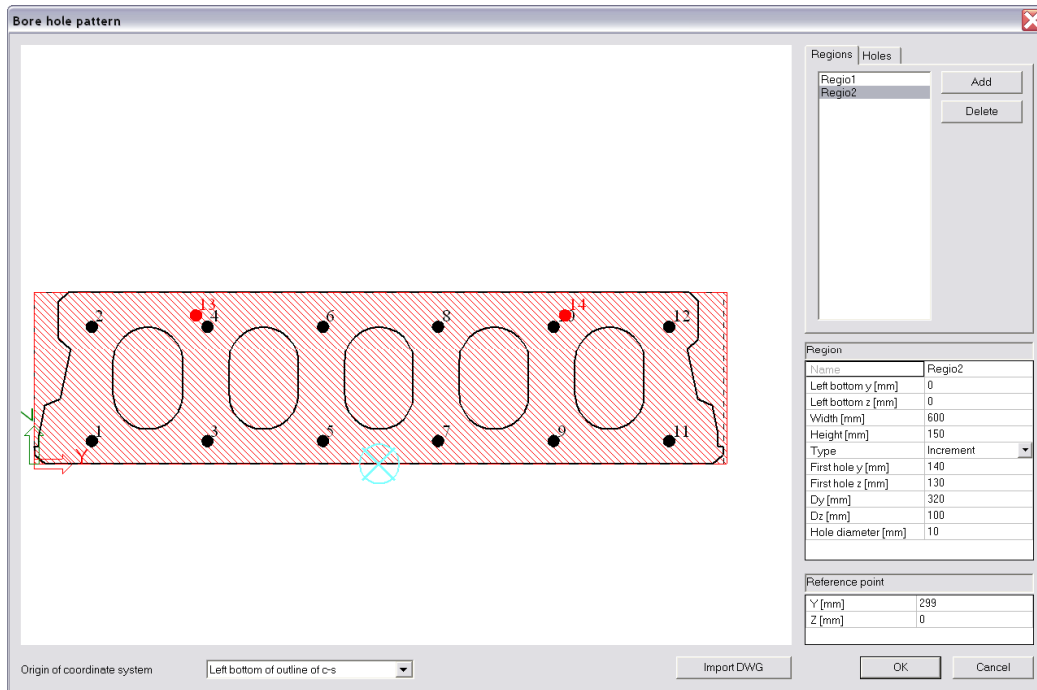 Bore hole pattern
Regions Holes
Regio1
Regio2
Add
Delete
13
14
2 4 6 8 10 12
1 3 5 7 9 11
Y
Region
Name Regio2
Left bottom y [mm] 0
Left bottom z [mm] 0
Width [mm] 600
Height [mm] 150
Type Increment
First hole y [mm] 140
First hole z [mm] 130
Dy [mm] 320
Dz [mm] 100
Hole diameter [mm] 10
Reference point
Y [mm] 299
Z [mm] 0
Origin of coordinate system Left bottom of outline of c-s Import DWG OK Cancel